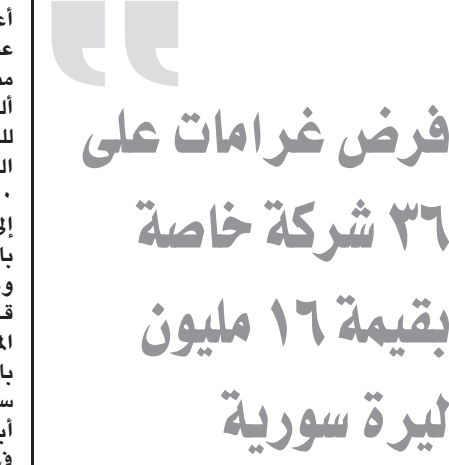 فرض غرامات على
٣٦ شركة خاصة
بقيمة ١٦ مليون
ليرة سورية